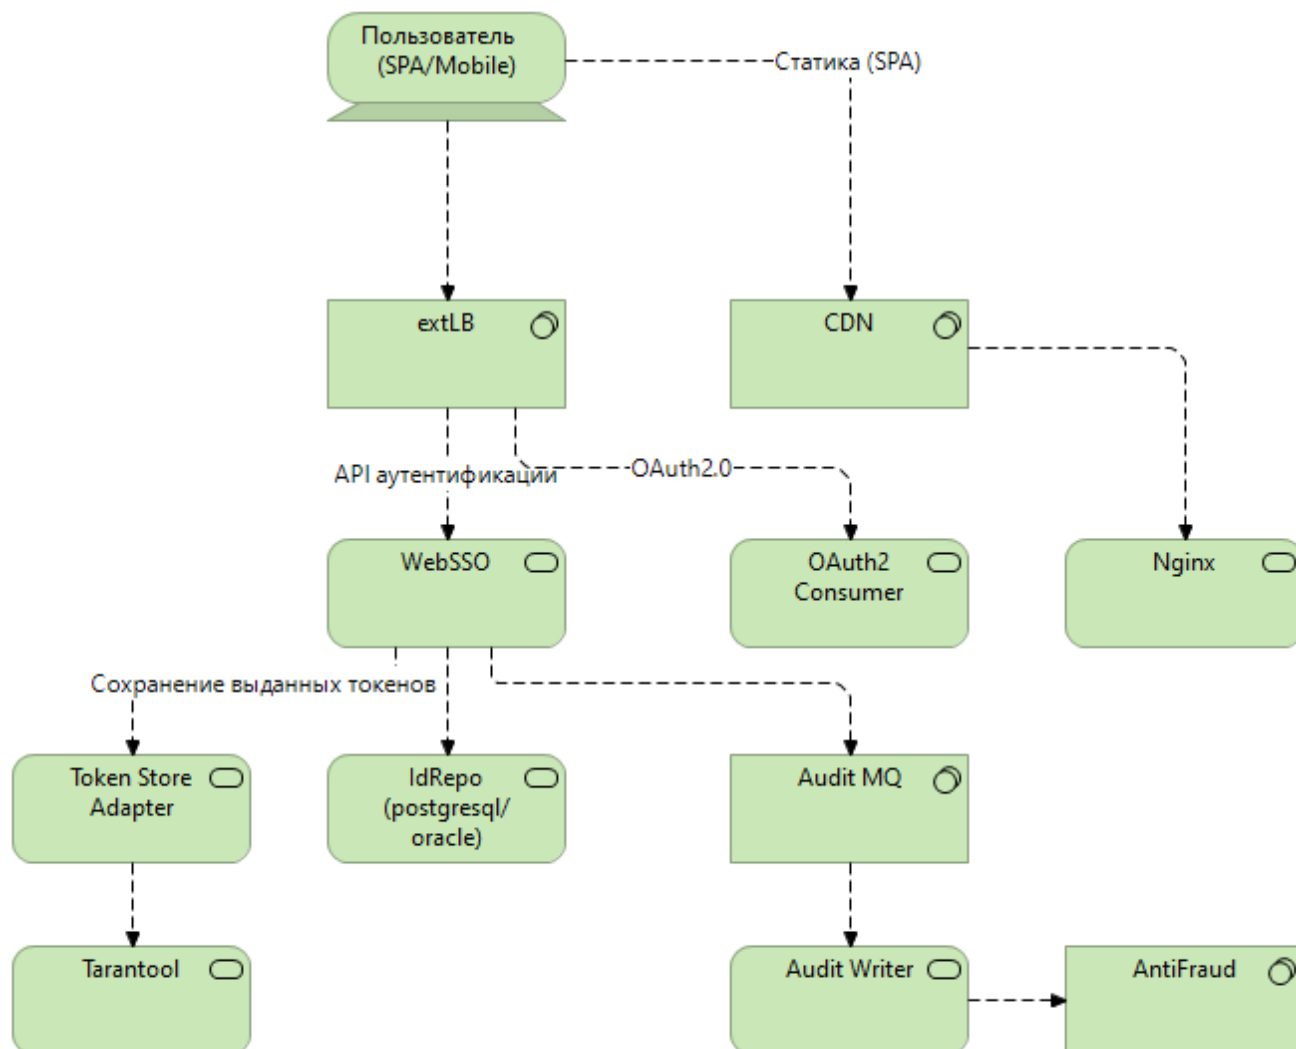 Пользователь
(SPA/Mobile)
Статика (SPA)
extLB
CDN
API аутентификации
OAuth2.0
WebSSO
OAuth2
Consumer
Nginx
Сохранение выданных токенов
Token Store
Adapter
IdRepo
(postgresql/
oracle)
Audit MQ
Tarantool
Audit Writer
AntiFraud